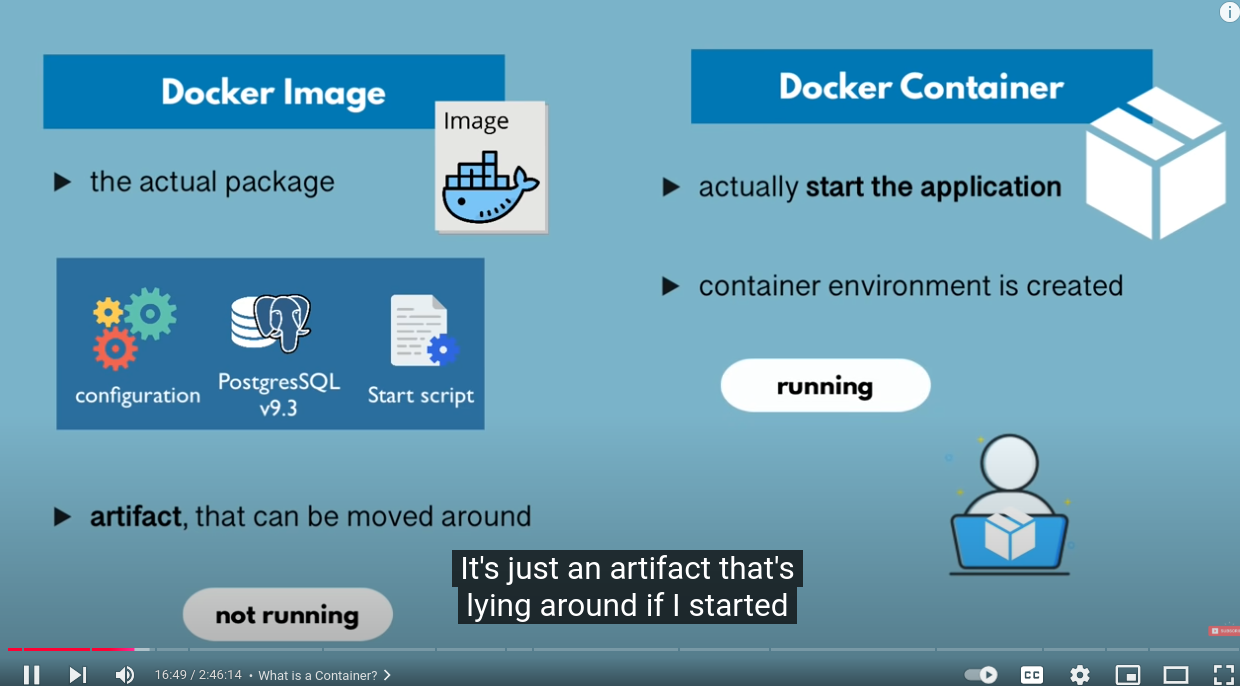 Docker Image
Image
the actual package
configuration
PostgresSQL
v9.3
Start script
artifact, that can be moved around
not running
Docker Container
actually start the application
container environment is created
running
It's just an artifact that's
lying around if I started
16:49 / 2:46:14 • What is a Container?
CC